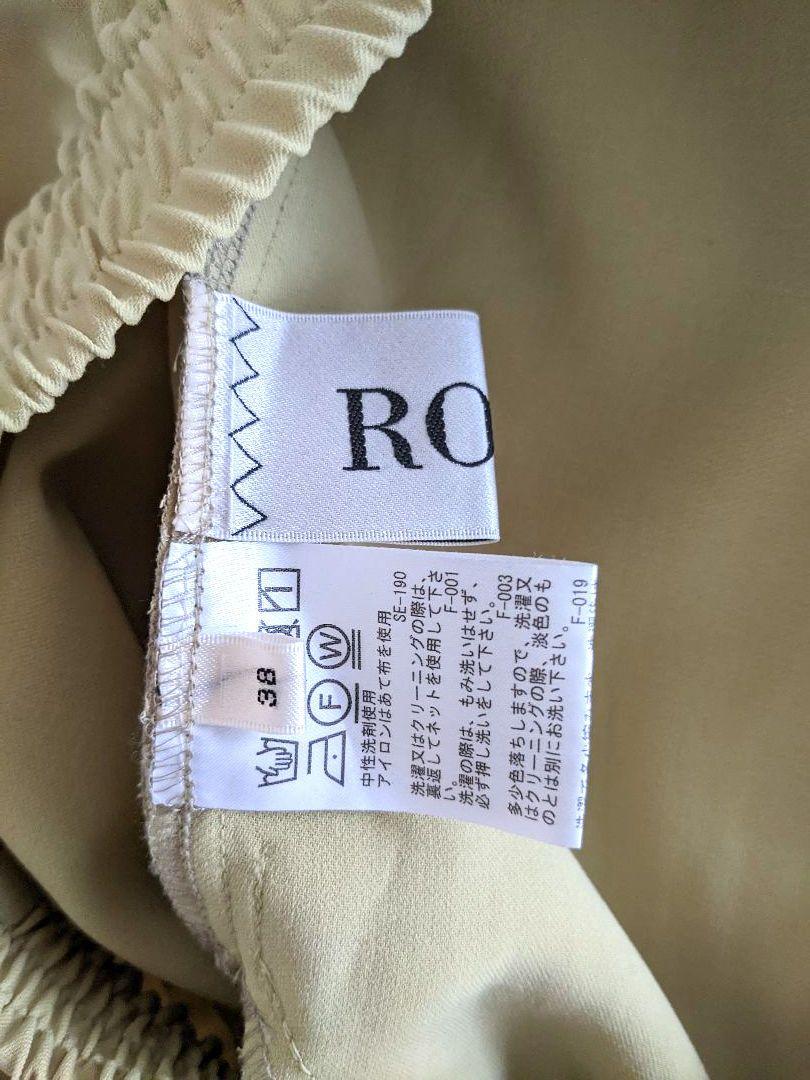 RO
38
F
W
中性洗剤使用
アイロンはあて布を使用
SE-190
洗濯又はクリーニングの際は、
裏返してネットを使用して下さ
い。
F-001
洗濯の際は、もみ洗いはせず、
必ず押し洗いをして下さい。
F-003
多少色落ちしますので、洗濯又
はクリーニングの際、淡色のも
のとは別にお洗い下さい。
F-019